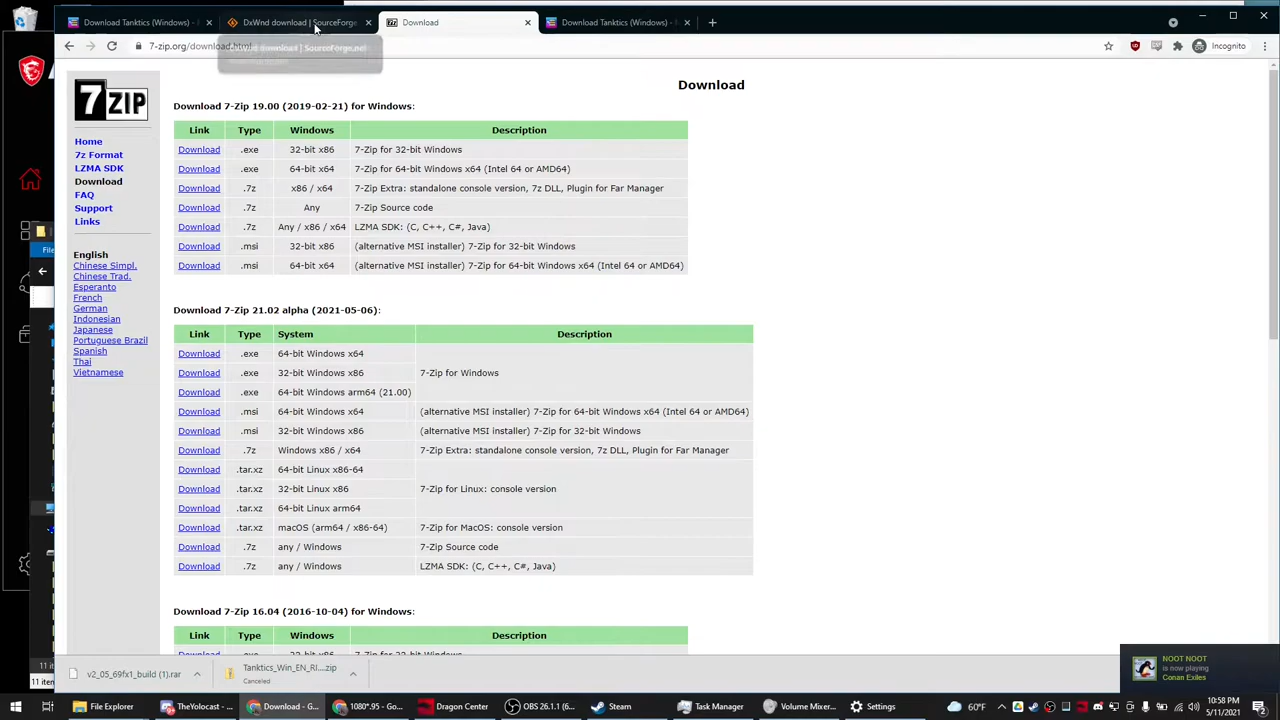 Download Tanktics (Windows) -
DxWnd download | SourceForge
Download
Download Tanktics (Windows) -
7-zip.org/download.html
Incognito
7ZIP
Home
7z Format
LZMA SDK
Download
FAQ
Support
Links
English
Chinese Simpl.
Chinese Trad.
Esperanto
French
German
Indonesian
Japanese
Portuguese Brazil
Spanish
Thai
Vietnamese
Download
Download 7-Zip 19.00 (2019-02-21) for Windows:
Link Type Windows Description
Download .exe 32-bit x86 7-Zip for 32-bit Windows
Download .exe 64-bit x64 7-Zip for 64-bit Windows x64 (Intel 64 or AMD64)
Download .7z x86 / x64 7-Zip Extra: standalone console version, 7z DLL, Plugin for Far Manager
Download .7z Any 7-Zip Source code
Download .7z Any / x86 / x64 LZMA SDK: (C, C++, C#, Java)
Download .msi 32-bit x86 (alternative MSI installer) 7-Zip for 32-bit Windows
Download .msi 64-bit x64 (alternative MSI installer) 7-Zip for 64-bit Windows x64 (Intel 64 or AMD64)
Download 7-Zip 21.02 alpha (2021-05-06):
Link Type System Description
Download .exe 64-bit Windows x64
Download .exe 32-bit Windows x86 7-Zip for Windows
Download .exe 64-bit Windows arm64 (21.00)
Download .msi 64-bit Windows x64 (alternative MSI installer) 7-Zip for 64-bit Windows x64 (Intel 64 or AMD64)
Download .msi 32-bit Windows x86 (alternative MSI installer) 7-Zip for 32-bit Windows
Download .7z Windows x86 / x64 7-Zip Extra: standalone console version, 7z DLL, Plugin for Far Manager
Download .tar.xz 64-bit Linux x86-64
Download .tar.xz 32-bit Linux x86 7-Zip for Linux: console version
Download .tar.xz 64-bit Linux arm64
Download .tar.xz macOS (arm64 / x86-64) 7-Zip for MacOS: console version
Download .7z any / Windows 7-Zip Source code
Download .7z any / Windows LZMA SDK: (C, C++, C#, Java)
Download 7-Zip 16.04 (2016-10-04) for Windows:
Link Type Windows Description
File
11 items
NOOT NOOT
is now playing
Conan Exiles
v2_05_69fx1_build (1).rar
Tanktics_Win_EN_RI....zip
Canceled
File Explorer
TheYolocast -
Download - G...
1080*.95 - Go...
Dragon Center
OBS 26.1.1 (6...
Steam
Task Manager
Volume Mixer...
Settings
60°F
10:58 PM
5/11/2021